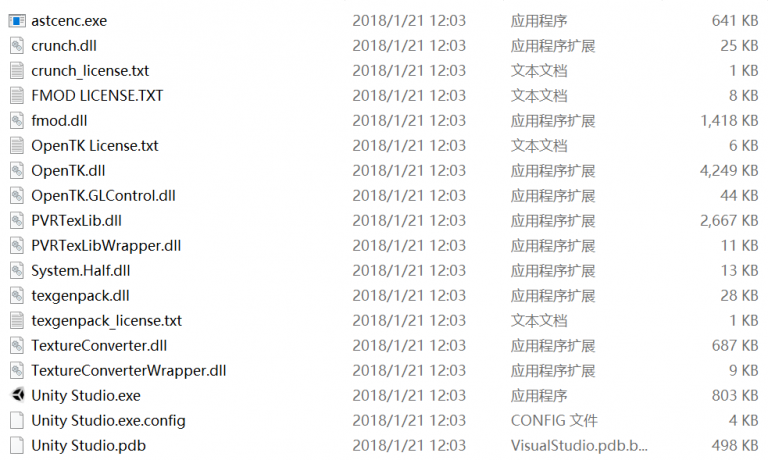 astcenc.exe 2018/1/21 12:03 应用程序 641 KB
crunch.dll 2018/1/21 12:03 应用程序扩展 25 KB
crunch_license.txt 2018/1/21 12:03 文本文档 1 KB
FMOD LICENSE.TXT 2018/1/21 12:03 文本文档 8 KB
fmod.dll 2018/1/21 12:03 应用程序扩展 1,418 KB
OpenTK License.txt 2018/1/21 12:03 文本文档 6 KB
OpenTK.dll 2018/1/21 12:03 应用程序扩展 4,249 KB
OpenTK.GLControl.dll 2018/1/21 12:03 应用程序扩展 44 KB
PVRTexLib.dll 2018/1/21 12:03 应用程序扩展 2,667 KB
PVRTexLibWrapper.dll 2018/1/21 12:03 应用程序扩展 11 KB
System.Half.dll 2018/1/21 12:03 应用程序扩展 13 KB
texgenpack.dll 2018/1/21 12:03 应用程序扩展 28 KB
texgenpack_license.txt 2018/1/21 12:03 文本文档 1 KB
TextureConverter.dll 2018/1/21 12:03 应用程序扩展 687 KB
TextureConverterWrapper.dll 2018/1/21 12:03 应用程序扩展 9 KB
Unity Studio.exe 2018/1/21 12:03 应用程序 803 KB
Unity Studio.exe.config 2018/1/21 12:03 CONFIG 文件 4 KB
Unity Studio.pdb 2018/1/21 12:03 VisualStudio.pdb.b... 498 KB